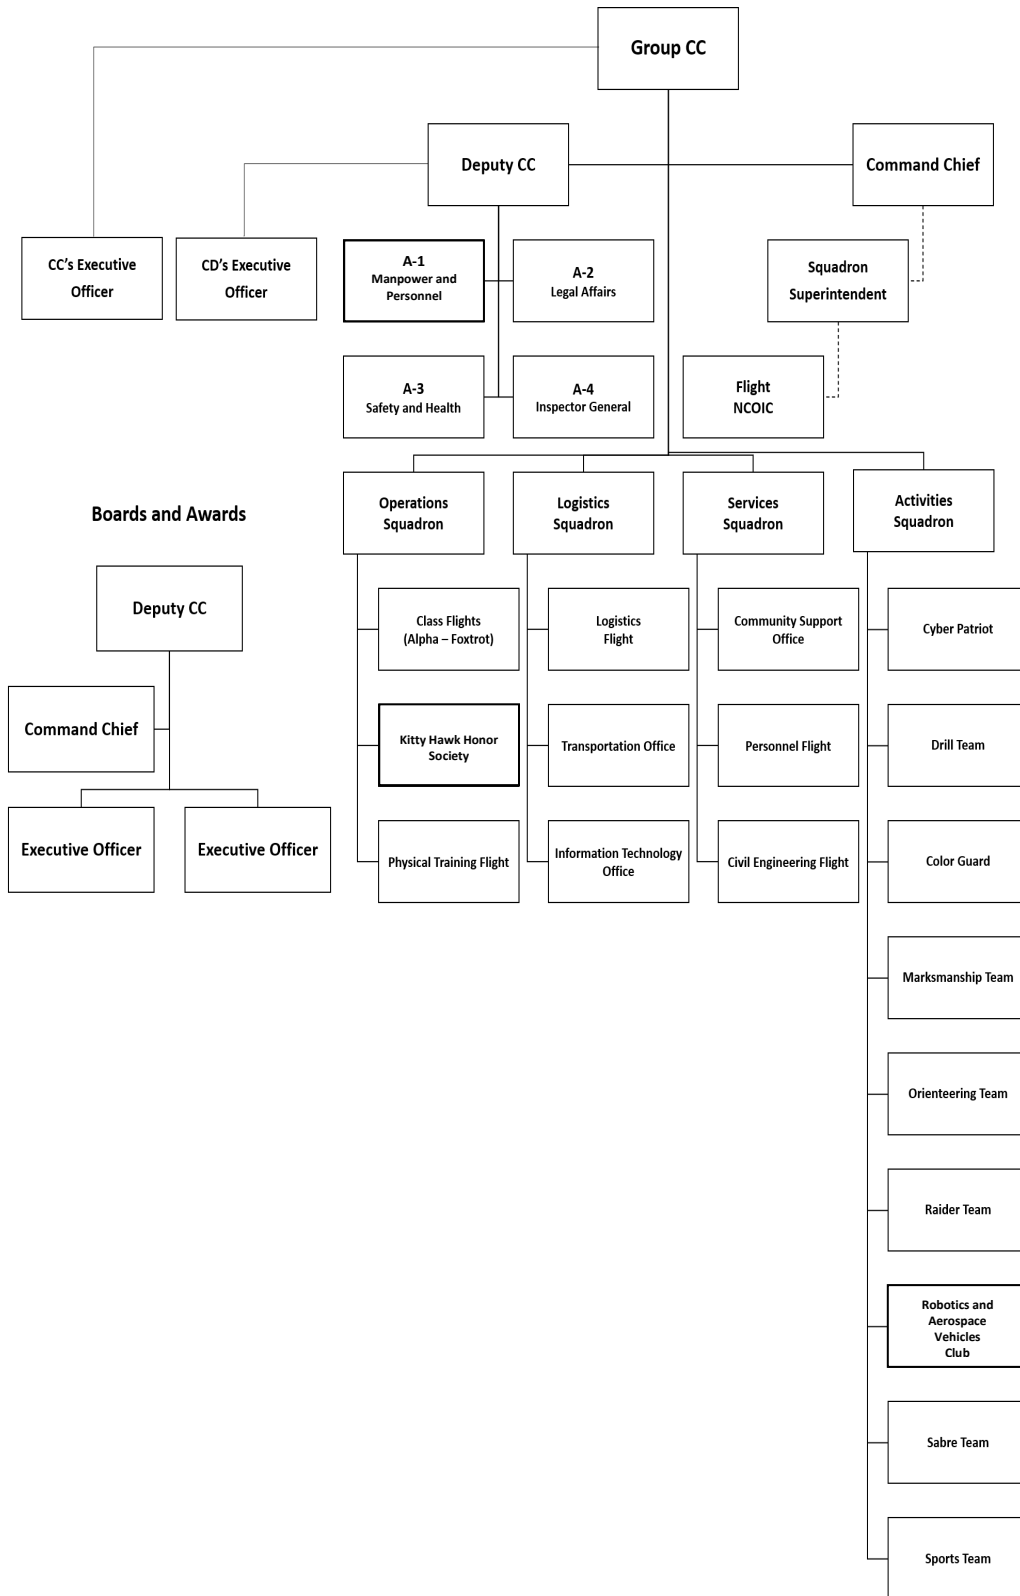 Group CC
Deputy CC
Command Chief
CC's Executive
Officer
CD's Executive
Officer
A-1
Manpower and
Personnel
A-2
Legal Affairs
Squadron
Superintendent
A-3
Safety and Health
A-4
Inspector General
Flight
NCOIC
Operations
Squadron
Logistics
Squadron
Services
Squadron
Activities
Squadron
Boards and Awards
Deputy CC
Command Chief
Executive Officer
Executive Officer
Class Flights
(Alpha – Foxtrot)
Kitty Hawk Honor
Society
Physical Training Flight
Logistics
Flight
Transportation Office
Information Technology
Office
Community Support
Office
Personnel Flight
Civil Engineering Flight
Cyber Patriot
Drill Team
Color Guard
Marksmanship Team
Orienteering Team
Raider Team
Robotics and
Aerospace
Vehicles
Club
Sabre Team
Sports Team